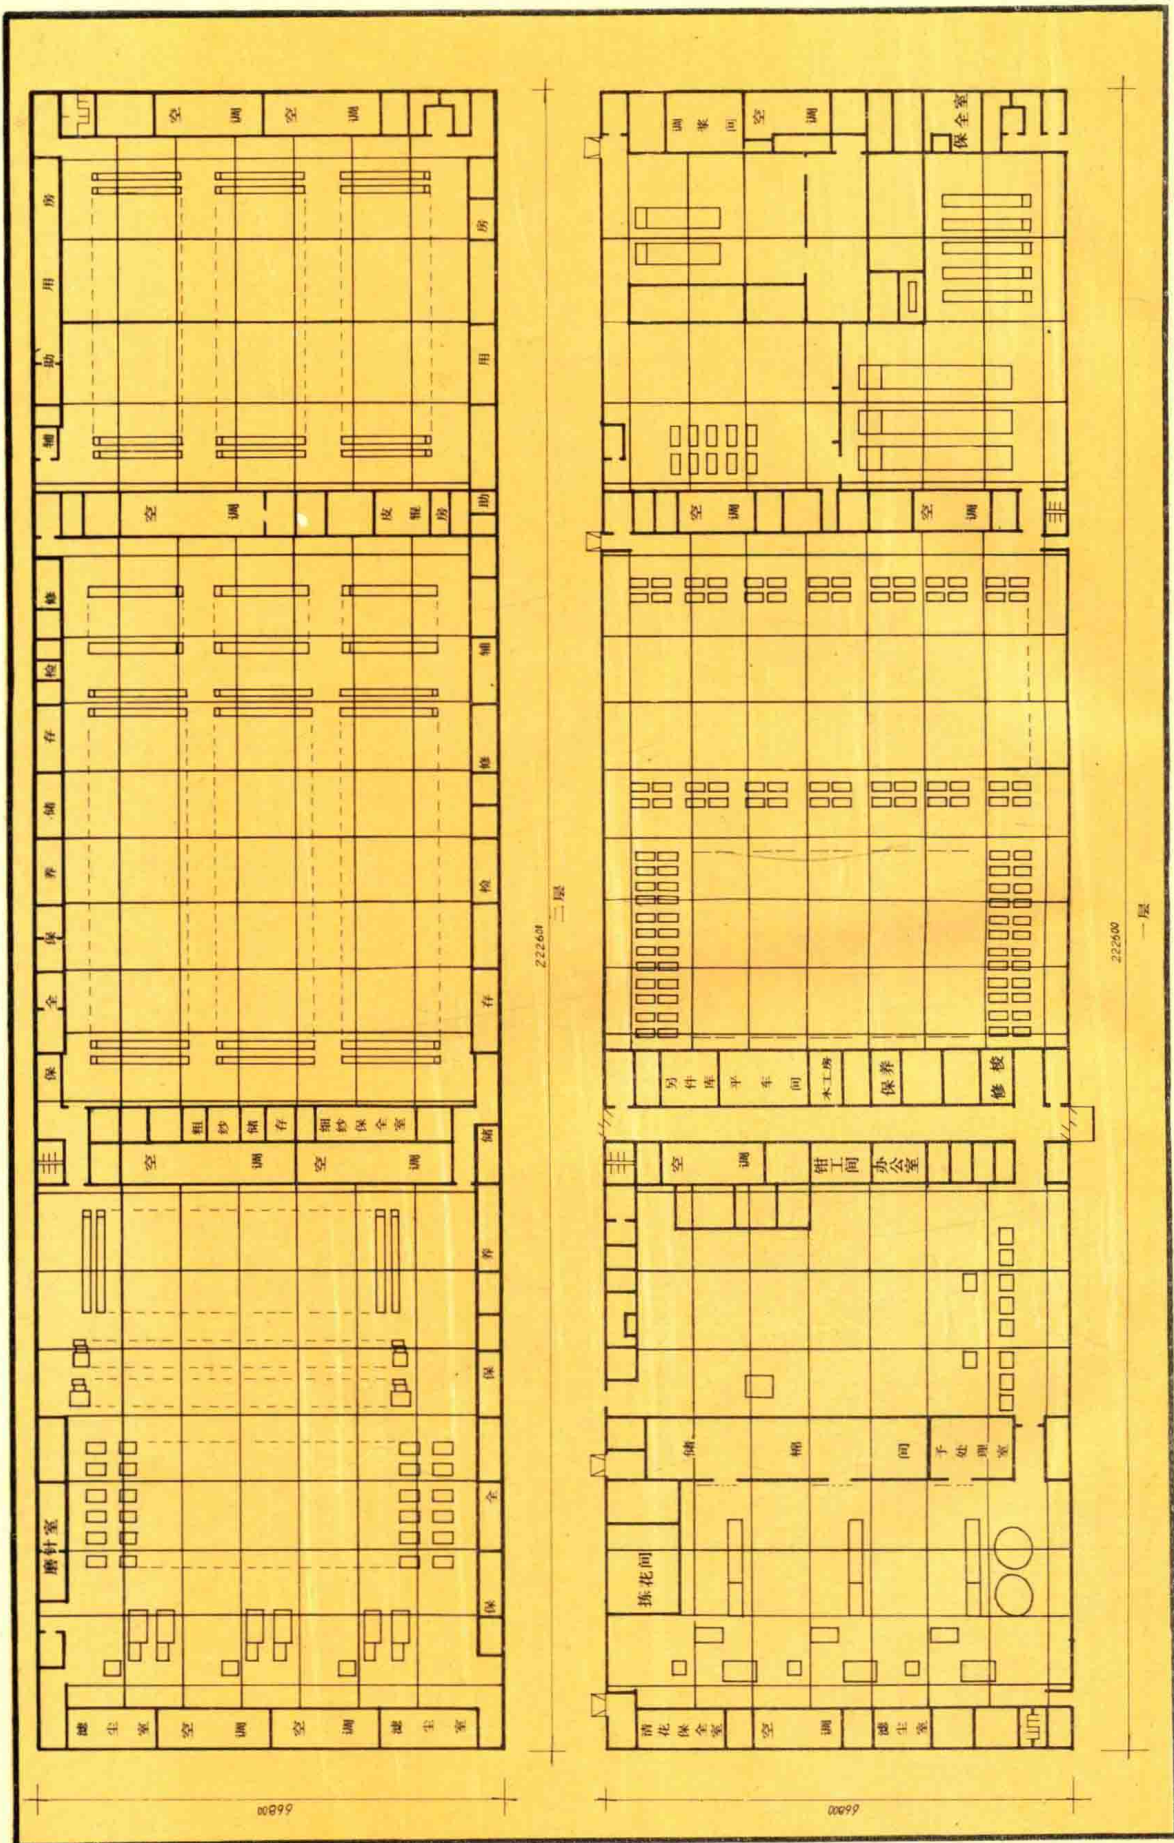 空调
空调
辅助用房
空调
皮辊房
保全保养储存检修
粗纱储存
细纱保全室
空调
空调
磨针室
保全保养储存检修辅助用房
滤尘室
空调
空调
滤尘室
66800
二层
调浆间
空调
保全室
空调
空调
另件库
平车间
木工房
保养
修梭
空调
钳工间
办公室
储棉间
予处理室
拣花间
清花保全室
空调
滤尘室
66800
222600
一层